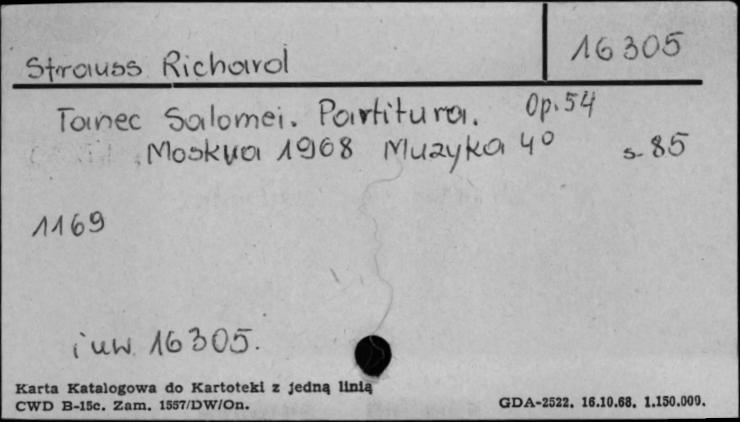 Strauss Richard 16305
Taniec Salomei. Partitura. Op. 54
Moskva 1968 Muzyka 4° s. 85
1169
inw 16305.
Karta Katalogowa do Kartoteki z jedną linią
CWD B-15c. Zam. 1557/DW/On. GDA-2522. 16.10.68. 1.150.000.